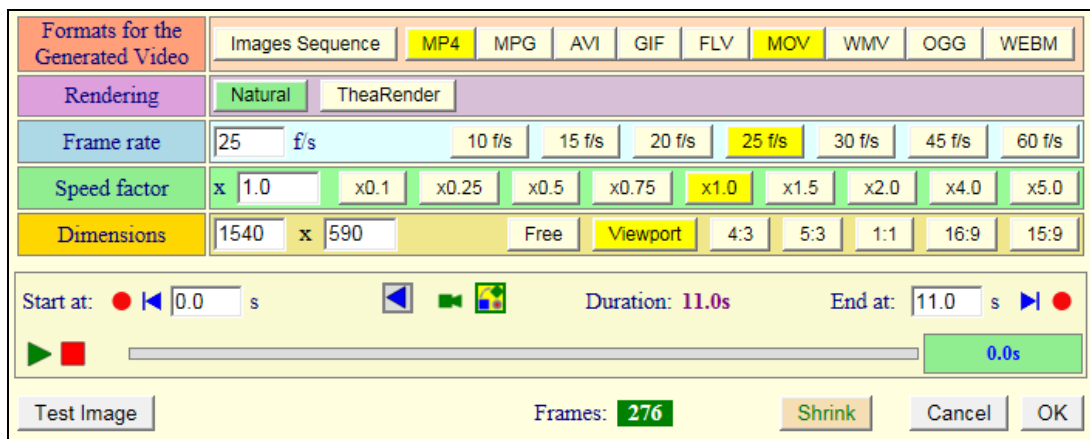 Formats for the
Generated Video
Images Sequence MP4 MPG AVI GIF FLV MOV WMV OGG WEBM
Rendering Natural TheaRender
Frame rate 25 f/s 10 f/s 15 f/s 20 f/s 25 f/s 30 f/s 45 f/s 60 f/s
Speed factor x 1.0 x0.1 x0.25 x0.5 x0.75 x1.0 x1.5 x2.0 x4.0 x5.0
Dimensions 1540 x 590 Free Viewport 4:3 5:3 1:1 16:9 15:9
Start at: 0.0 s Duration: 11.0s End at: 11.0 s
0.0s
Test Image Frames: 276 Shrink Cancel OK